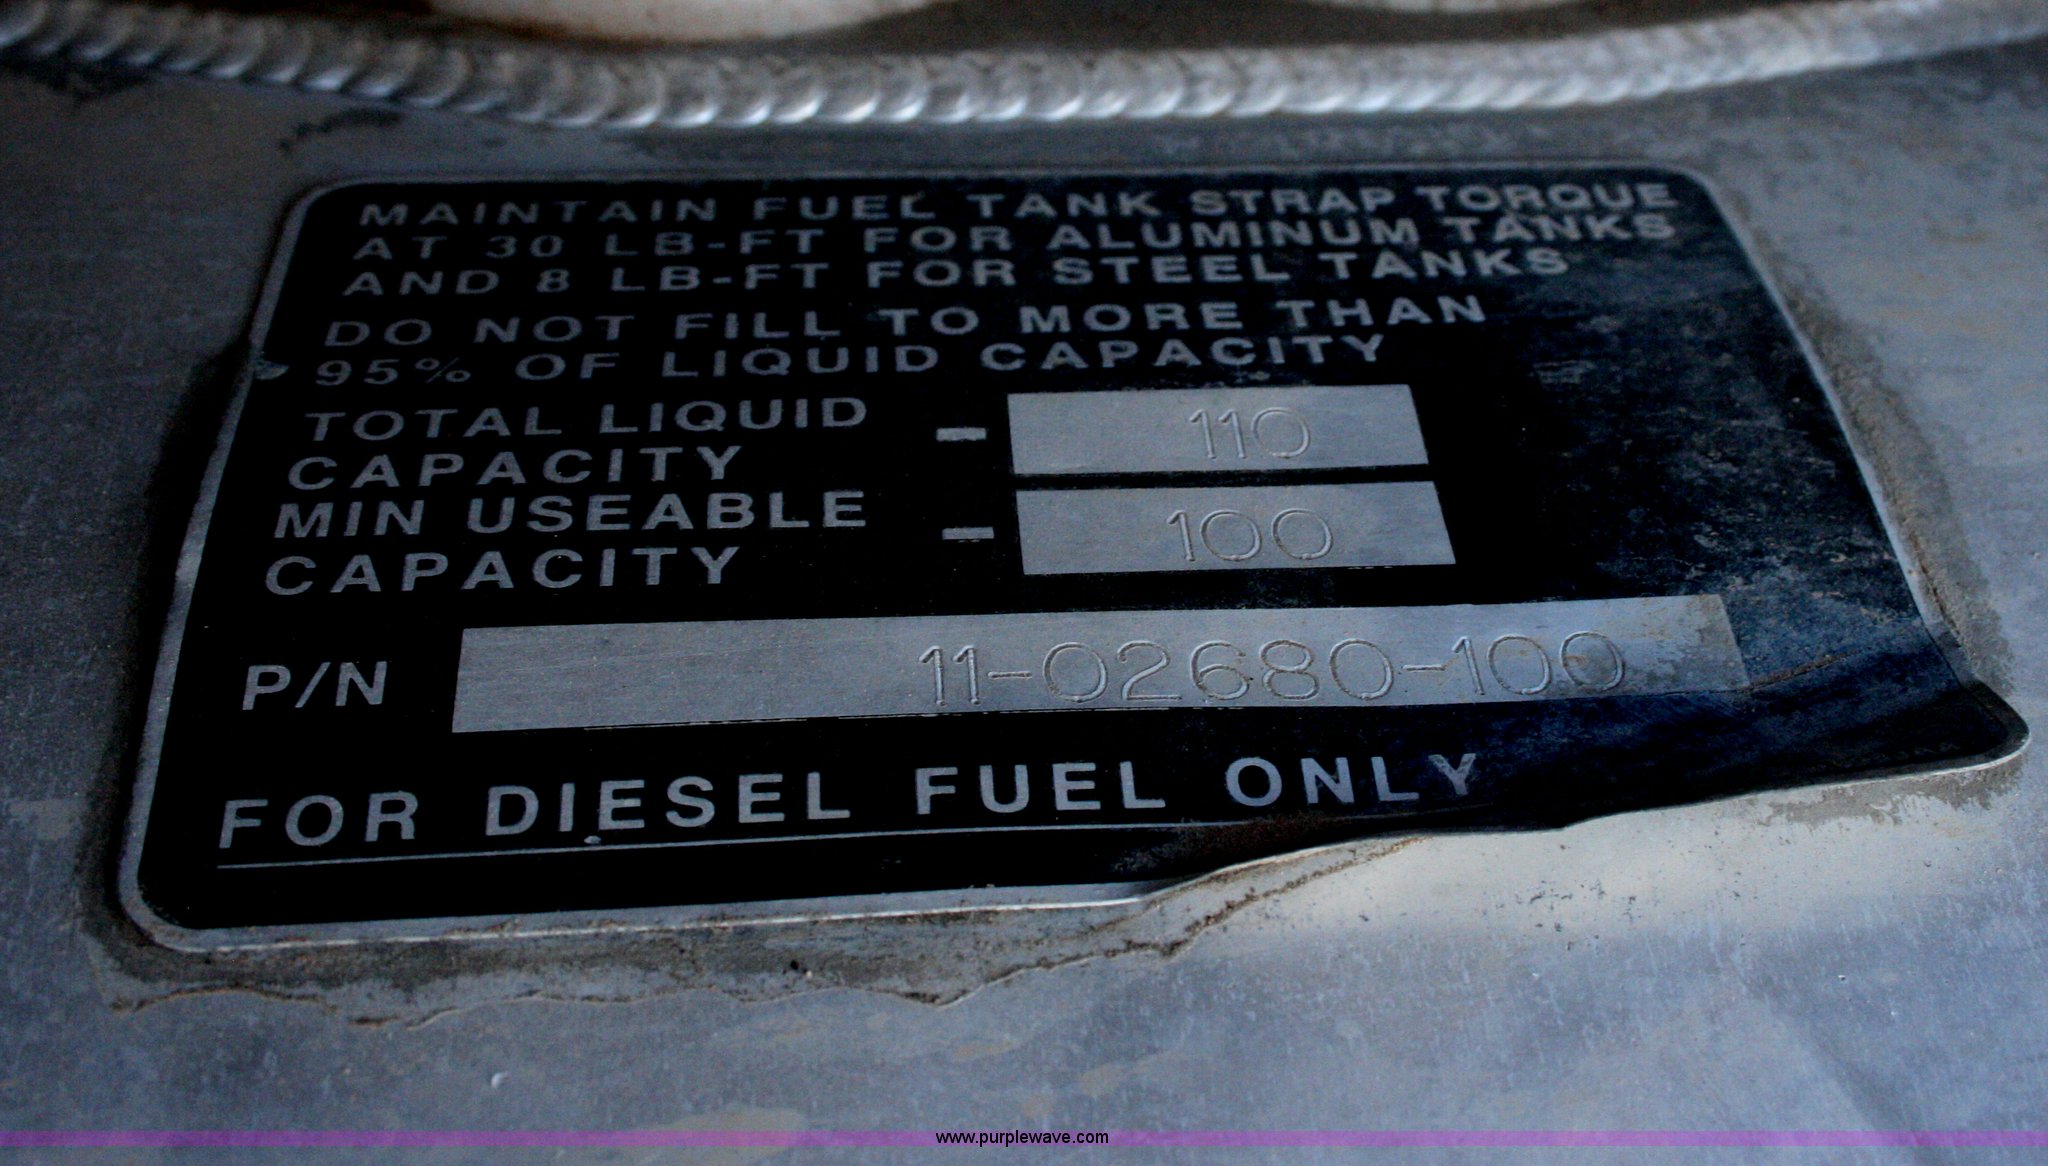 MAINTAIN FUEL TANK STRAP TORQUE
AT 30 LB-FT FOR ALUMINUM TANKS
AND 8 LB-FT FOR STEEL TANKS
DO NOT FILL TO MORE THAN
95% OF LIQUID CAPACITY
TOTAL LIQUID
CAPACITY - 110
MIN USEABLE
CAPACITY - 100
P/N 11-02680-100
FOR DIESEL FUEL ONLY
www.purplewave.com